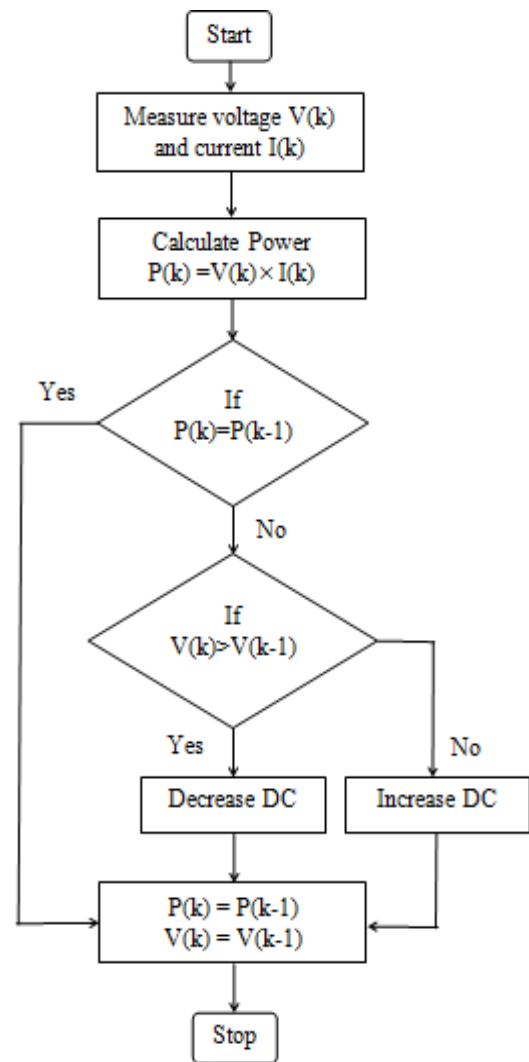 Start
Measure voltage V(k)
and current I(k)
Calculate Power
P(k) =V(k)× I(k)
Yes
If
P(k)=P(k-1)
No
If
V(k)>V(k-1)
Yes
No
Decrease DC
Increase DC
P(k) = P(k-1)
V(k) = V(k-1)
Stop